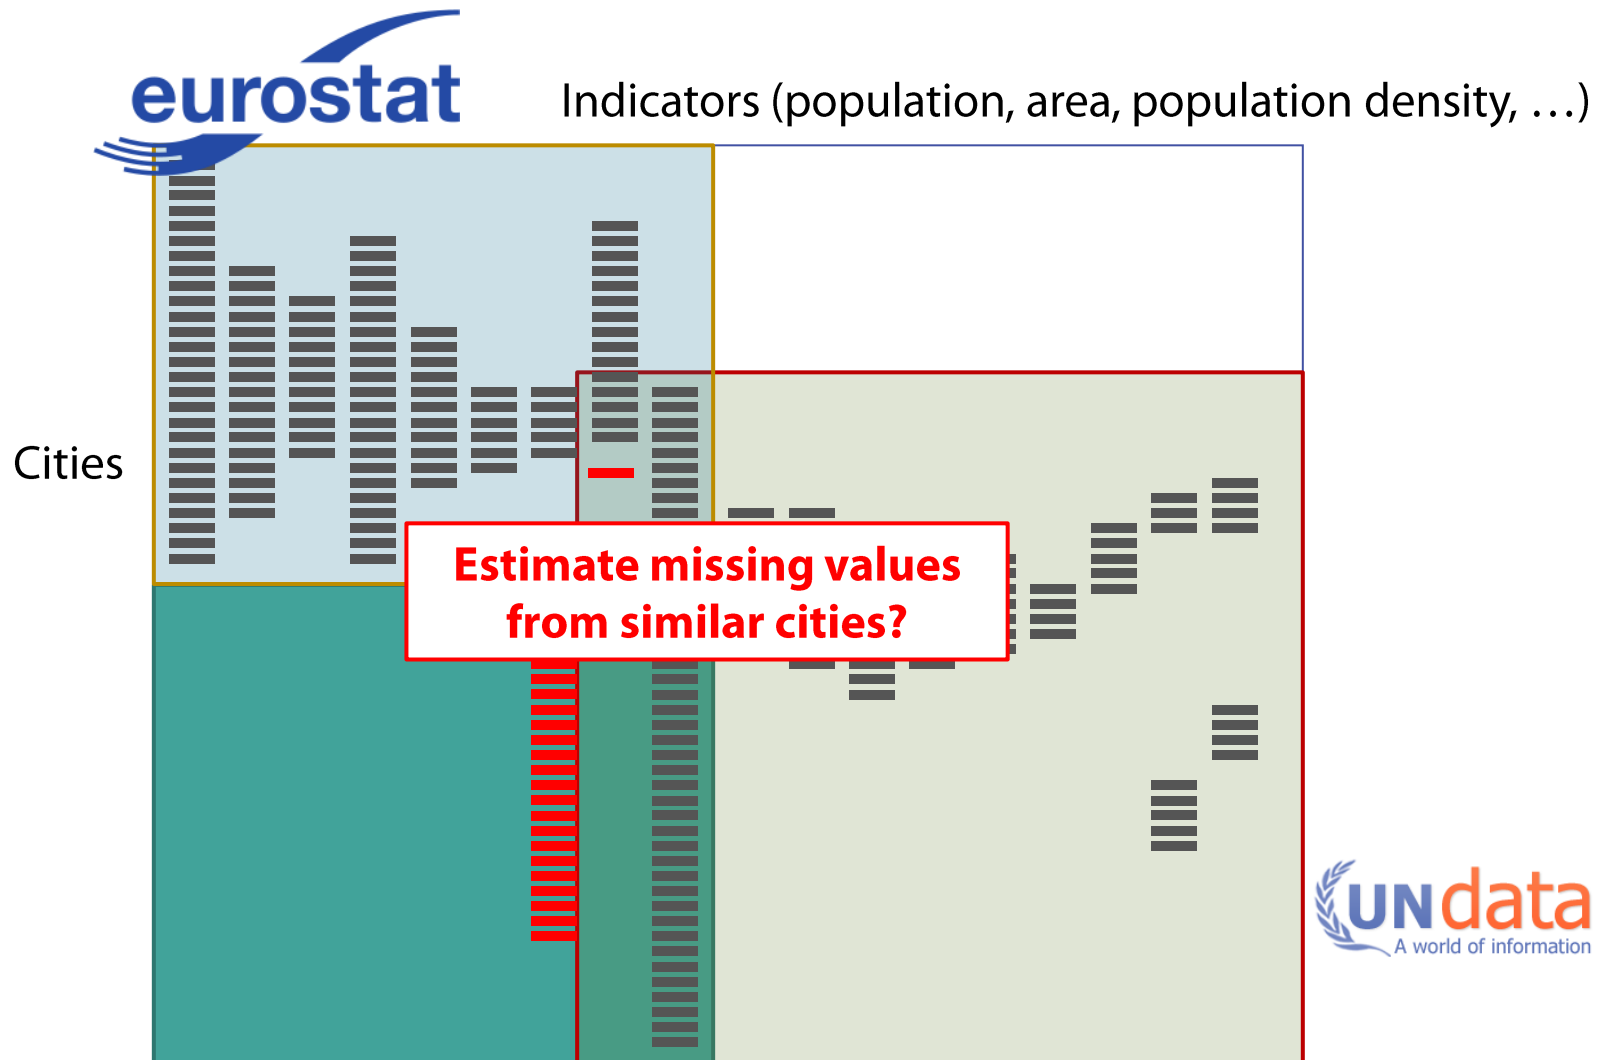 eurostat
Indicators (population, area, population density, …)
Cities
Estimate missing values
from similar cities?
UNdata
A world of information